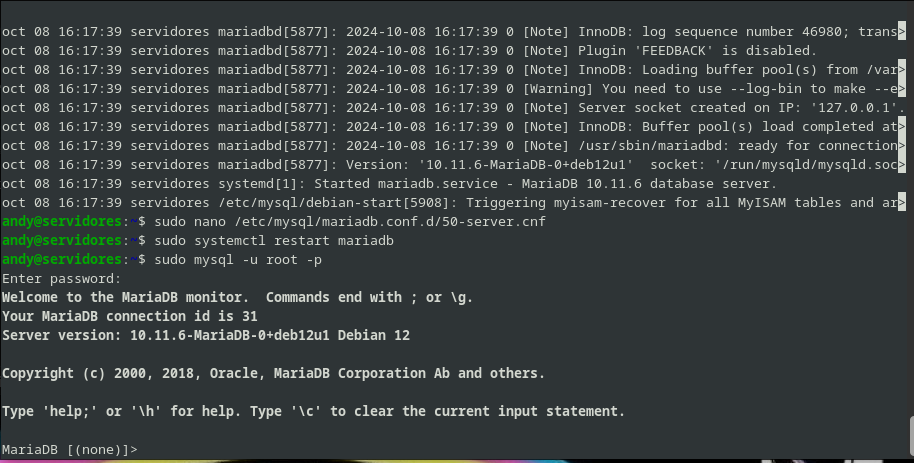 oct 08 16:17:39 servidores mariadbd[5877]: 2024-10-08 16:17:39 0 [Note] InnoDB: log sequence number 46980; trans>
oct 08 16:17:39 servidores mariadbd[5877]: 2024-10-08 16:17:39 0 [Note] Plugin 'FEEDBACK' is disabled.
oct 08 16:17:39 servidores mariadbd[5877]: 2024-10-08 16:17:39 0 [Note] InnoDB: Loading buffer pool(s) from /var>
oct 08 16:17:39 servidores mariadbd[5877]: 2024-10-08 16:17:39 0 [Warning] You need to use --log-bin to make --e>
oct 08 16:17:39 servidores mariadbd[5877]: 2024-10-08 16:17:39 0 [Note] Server socket created on IP: '127.0.0.1'.
oct 08 16:17:39 servidores mariadbd[5877]: 2024-10-08 16:17:39 0 [Note] InnoDB: Buffer pool(s) load completed at>
oct 08 16:17:39 servidores mariadbd[5877]: 2024-10-08 16:17:39 0 [Note] /usr/sbin/mariadbd: ready for connection>
oct 08 16:17:39 servidores mariadbd[5877]: Version: '10.11.6-MariaDB-0+deb12u1'  socket: '/run/mysqld/mysqld.soc>
oct 08 16:17:39 servidores systemd[1]: Started mariadb.service - MariaDB 10.11.6 database server.
oct 08 16:17:39 servidores /etc/mysql/debian-start[5908]: Triggering myisam-recover for all MyISAM tables and ar>
andy@servidores:~$ sudo nano /etc/mysql/mariadb.conf.d/50-server.cnf
andy@servidores:~$ sudo systemctl restart mariadb
andy@servidores:~$ sudo mysql -u root -p
Enter password:
Welcome to the MariaDB monitor.  Commands end with ; or \g.
Your MariaDB connection id is 31
Server version: 10.11.6-MariaDB-0+deb12u1 Debian 12
Copyright (c) 2000, 2018, Oracle, MariaDB Corporation Ab and others.
Type 'help;' or '\h' for help. Type '\c' to clear the current input statement.
MariaDB [(none)]>